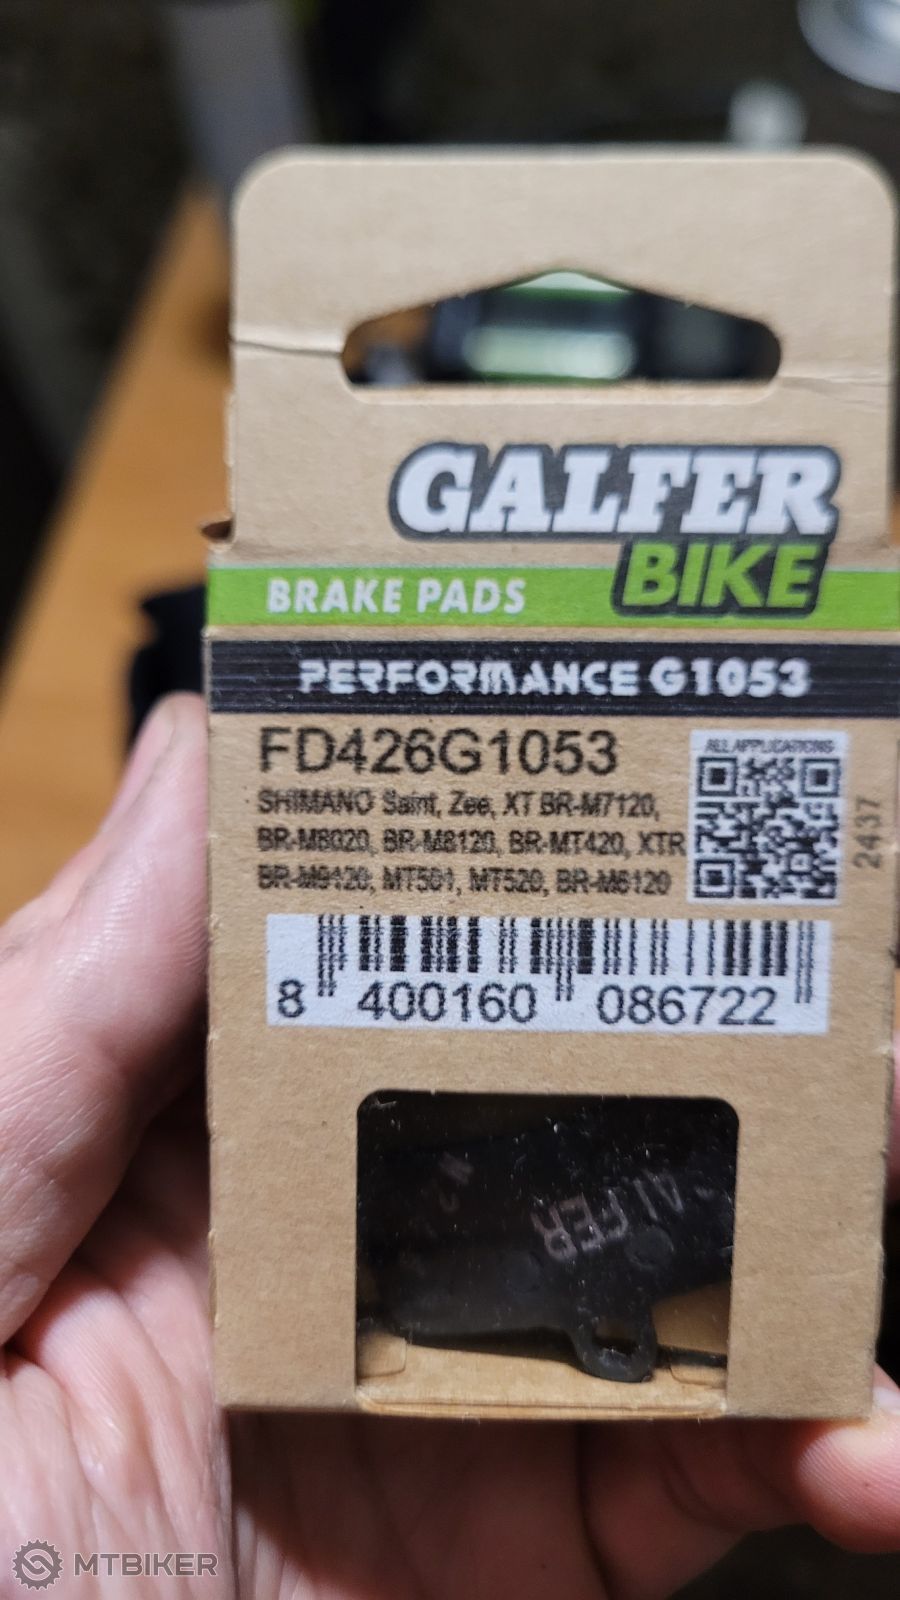 GALFER
BIKE
BRAKE PADS
PERFORMANCE G1053
FD426G1053
ALL APPLICATIONS
SHIMANO Saint, Zee, XT BR-M7120,
BR-M8020, BR-M8120, BR-MT420, XTR
BR-M9120, MT501, MT520, BR-M6120
2437
8 400160 086722
GALFER
MTBIKER